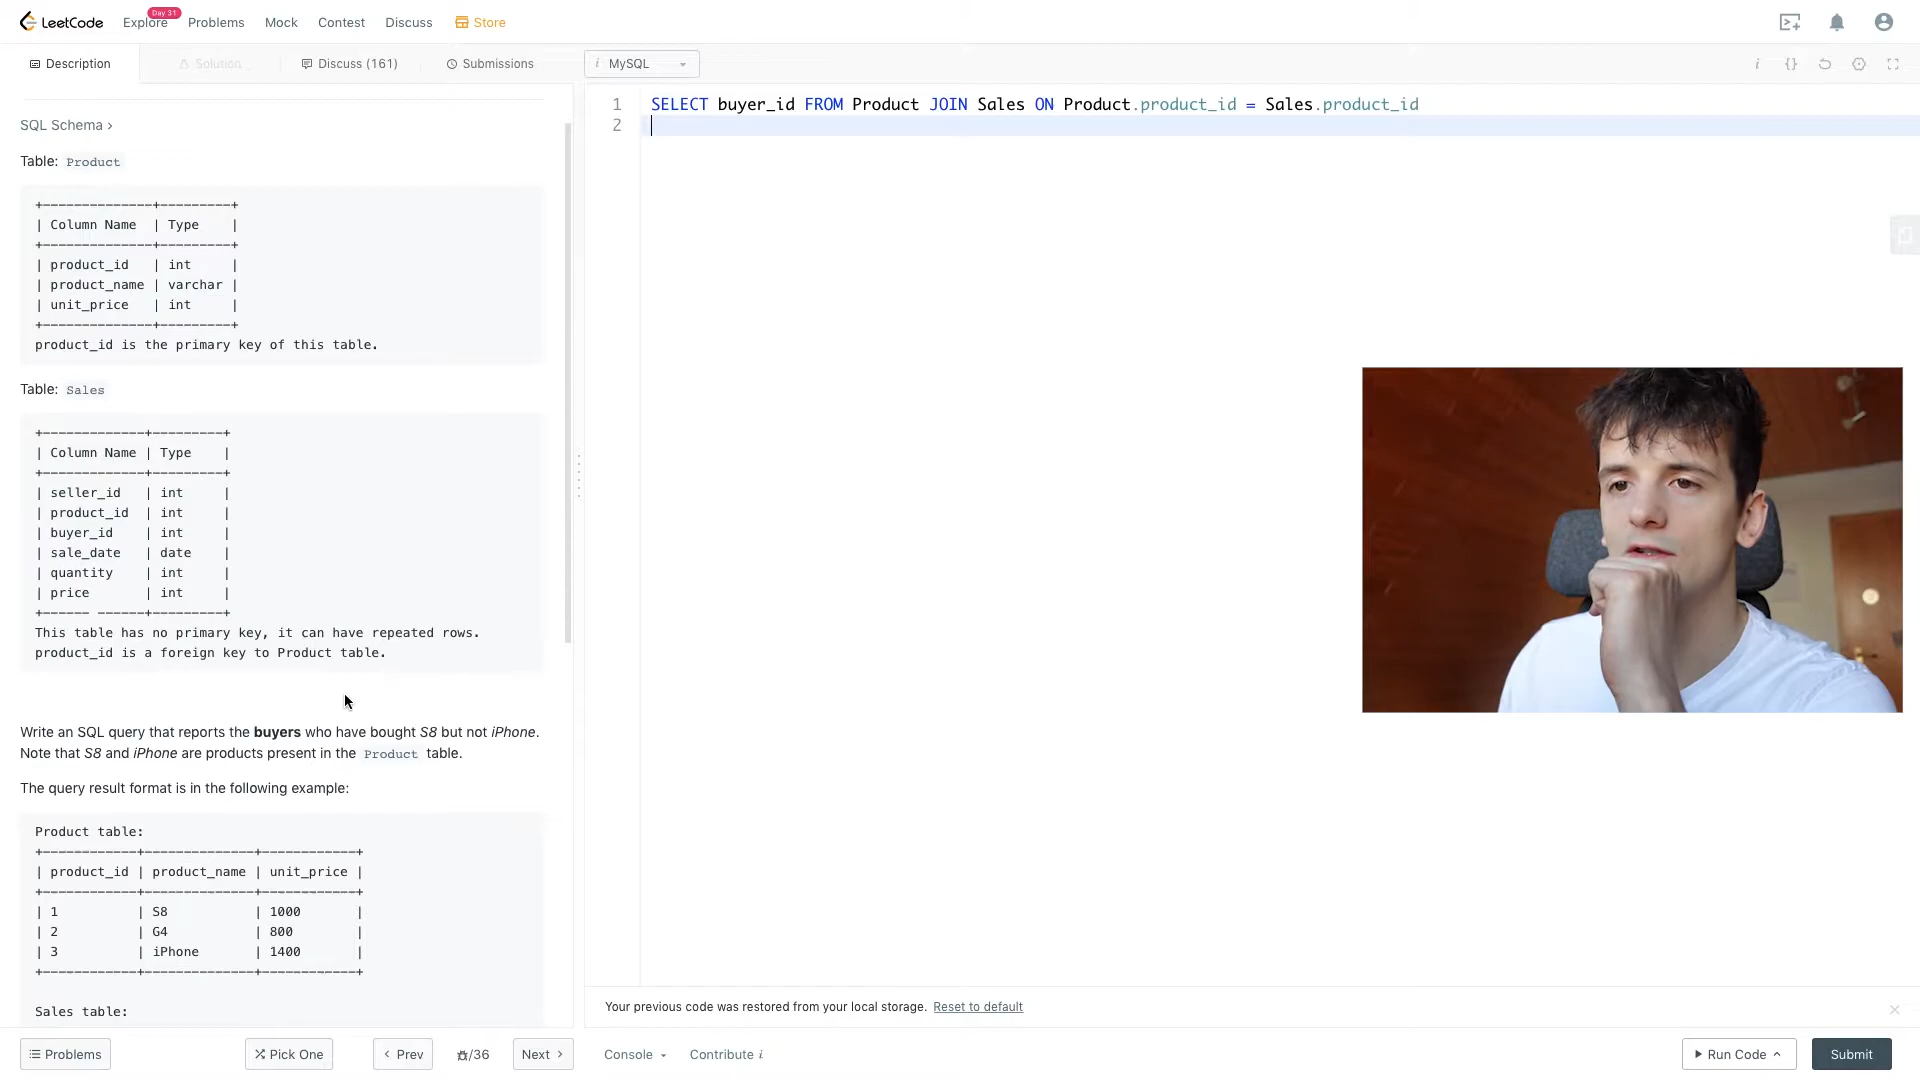 LeetCode
Explore
Day 31
Problems
Mock
Contest
Discuss
Store
Description
Solution
Discuss (161)
Submissions
i MySQL
SQL Schema >
Table: Product
+--------------+---------+
| Column Name  | Type    |
+--------------+---------+
| product_id   | int     |
| product_name | varchar |
| unit_price   | int     |
+--------------+---------+
product_id is the primary key of this table.
Table: Sales
+-------------+---------+
| Column Name | Type    |
+-------------+---------+
| seller_id   | int     |
| product_id  | int     |
| buyer_id    | int     |
| sale_date   | date    |
| quantity    | int     |
| price       | int     |
+------ ------+---------+
This table has no primary key, it can have repeated rows.
product_id is a foreign key to Product table.
Write an SQL query that reports the buyers who have bought S8 but not iPhone.
Note that S8 and iPhone are products present in the Product table.
The query result format is in the following example:
Product table:
+------------+--------------+------------+
| product_id | product_name | unit_price |
+------------+--------------+------------+
| 1          | S8           | 1000       |
| 2          | G4           | 800        |
| 3          | iPhone       | 1400       |
+------------+--------------+------------+
Sales table:
1 SELECT buyer_id FROM Product JOIN Sales ON Product.product_id = Sales.product_id
2
Your previous code was restored from your local storage. Reset to default
Problems
Pick One
< Prev
/36
Next >
Console
Contribute i
Run Code
Submit